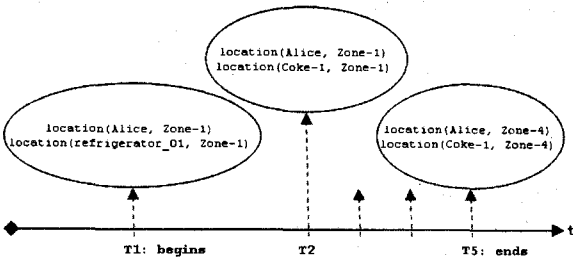 location(Alice, Zone-1)
location(Coke-1, Zone-1)
location(Alice, Zone-1)
location(refrigerator_01, Zone-1)
location(Alice, Zone-4)
location(Coke-1, Zone-4)
t
T1: begins
T2
T5: ends